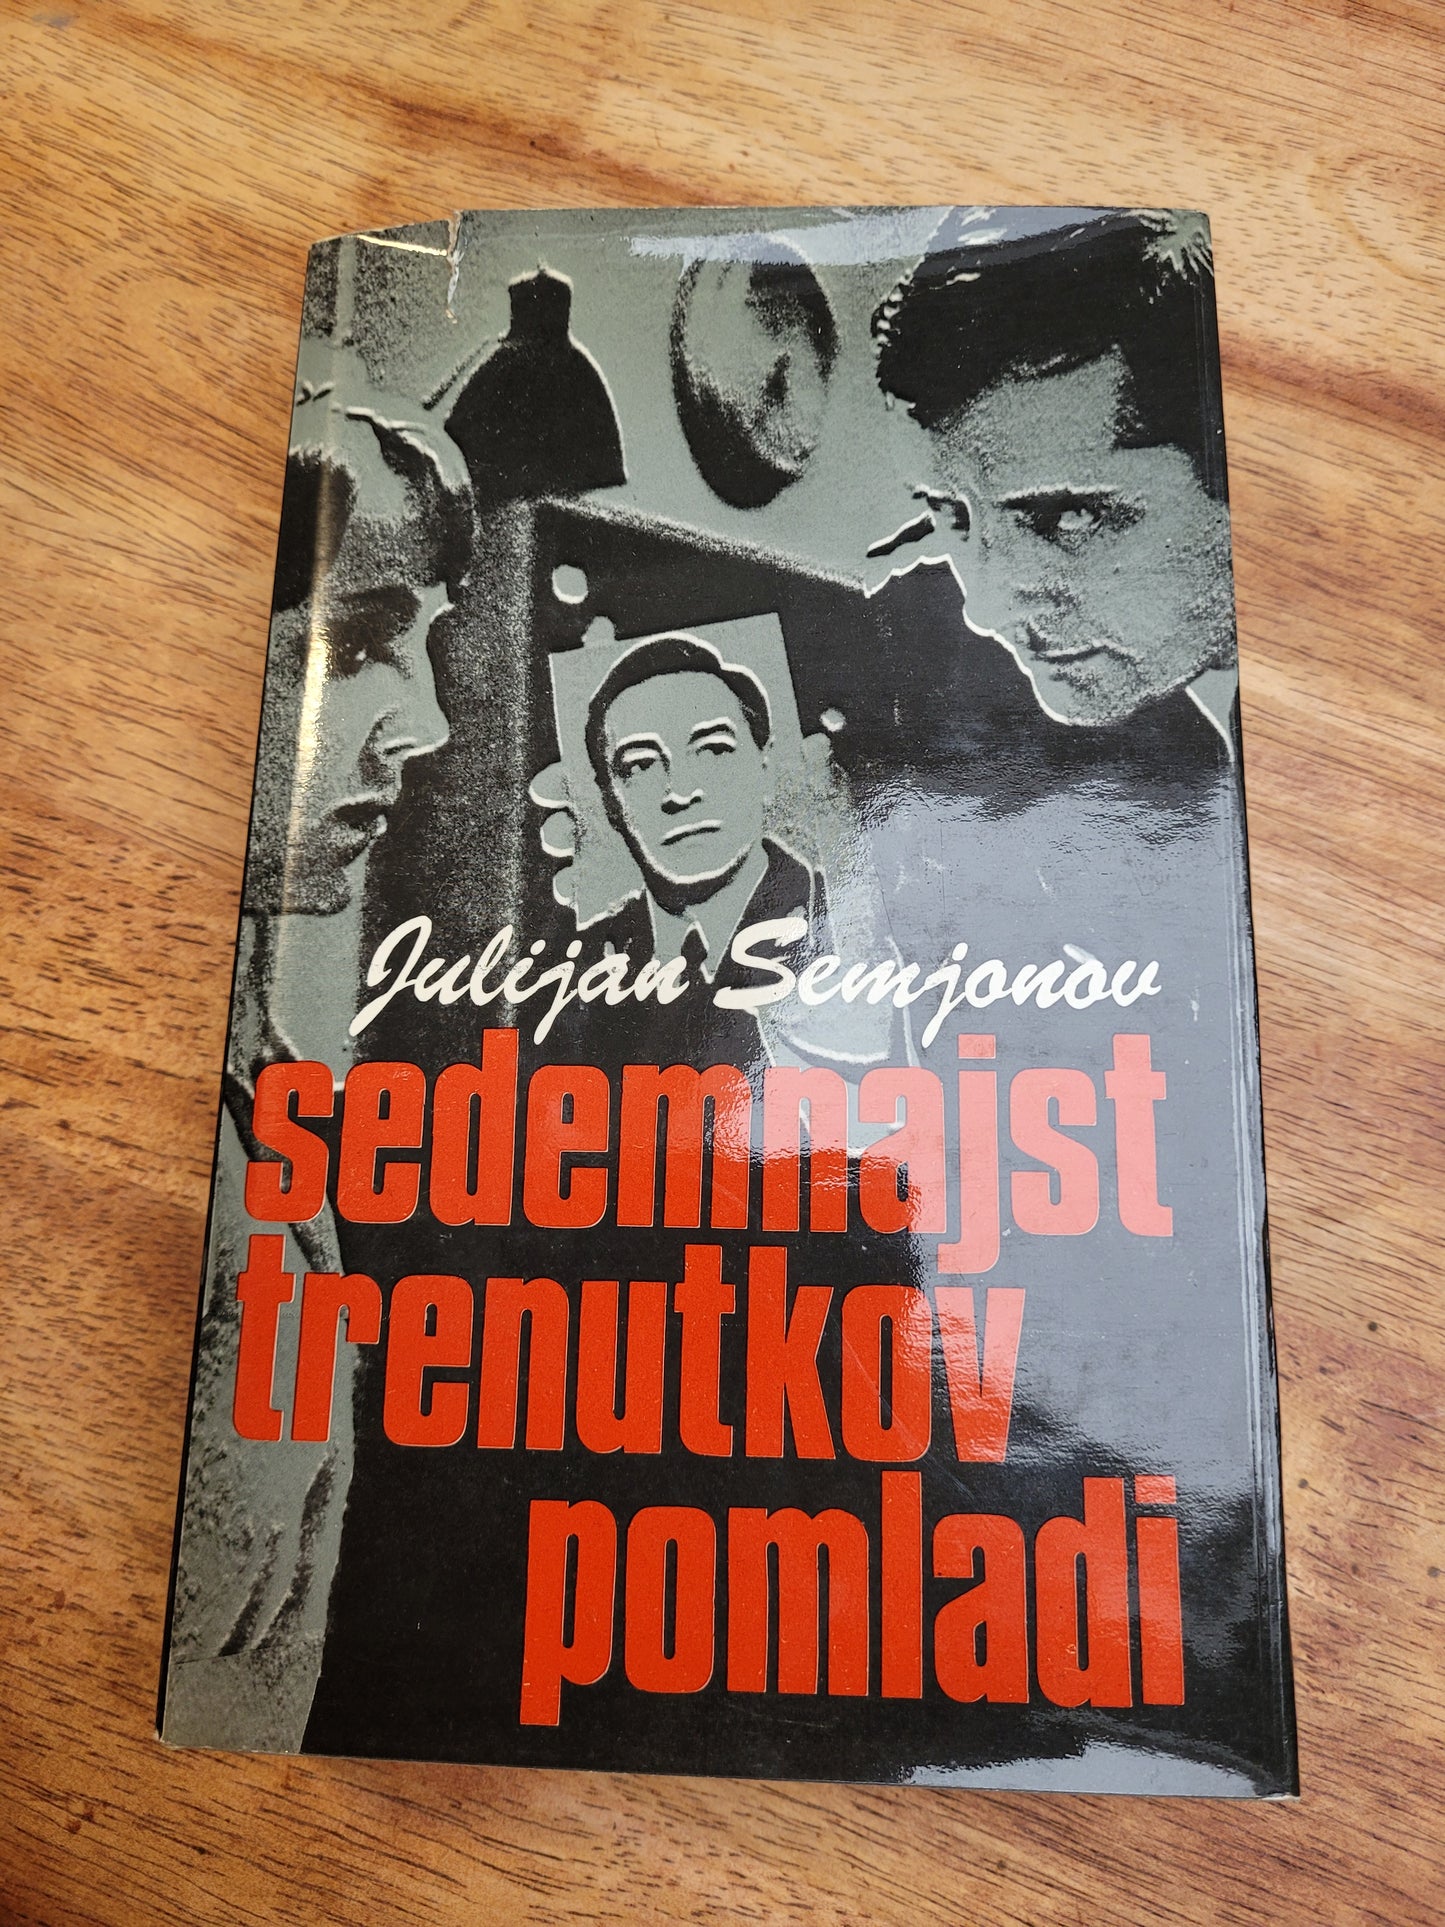 Julijan Semjonov
sedemnajst
trenutkov
pomladi